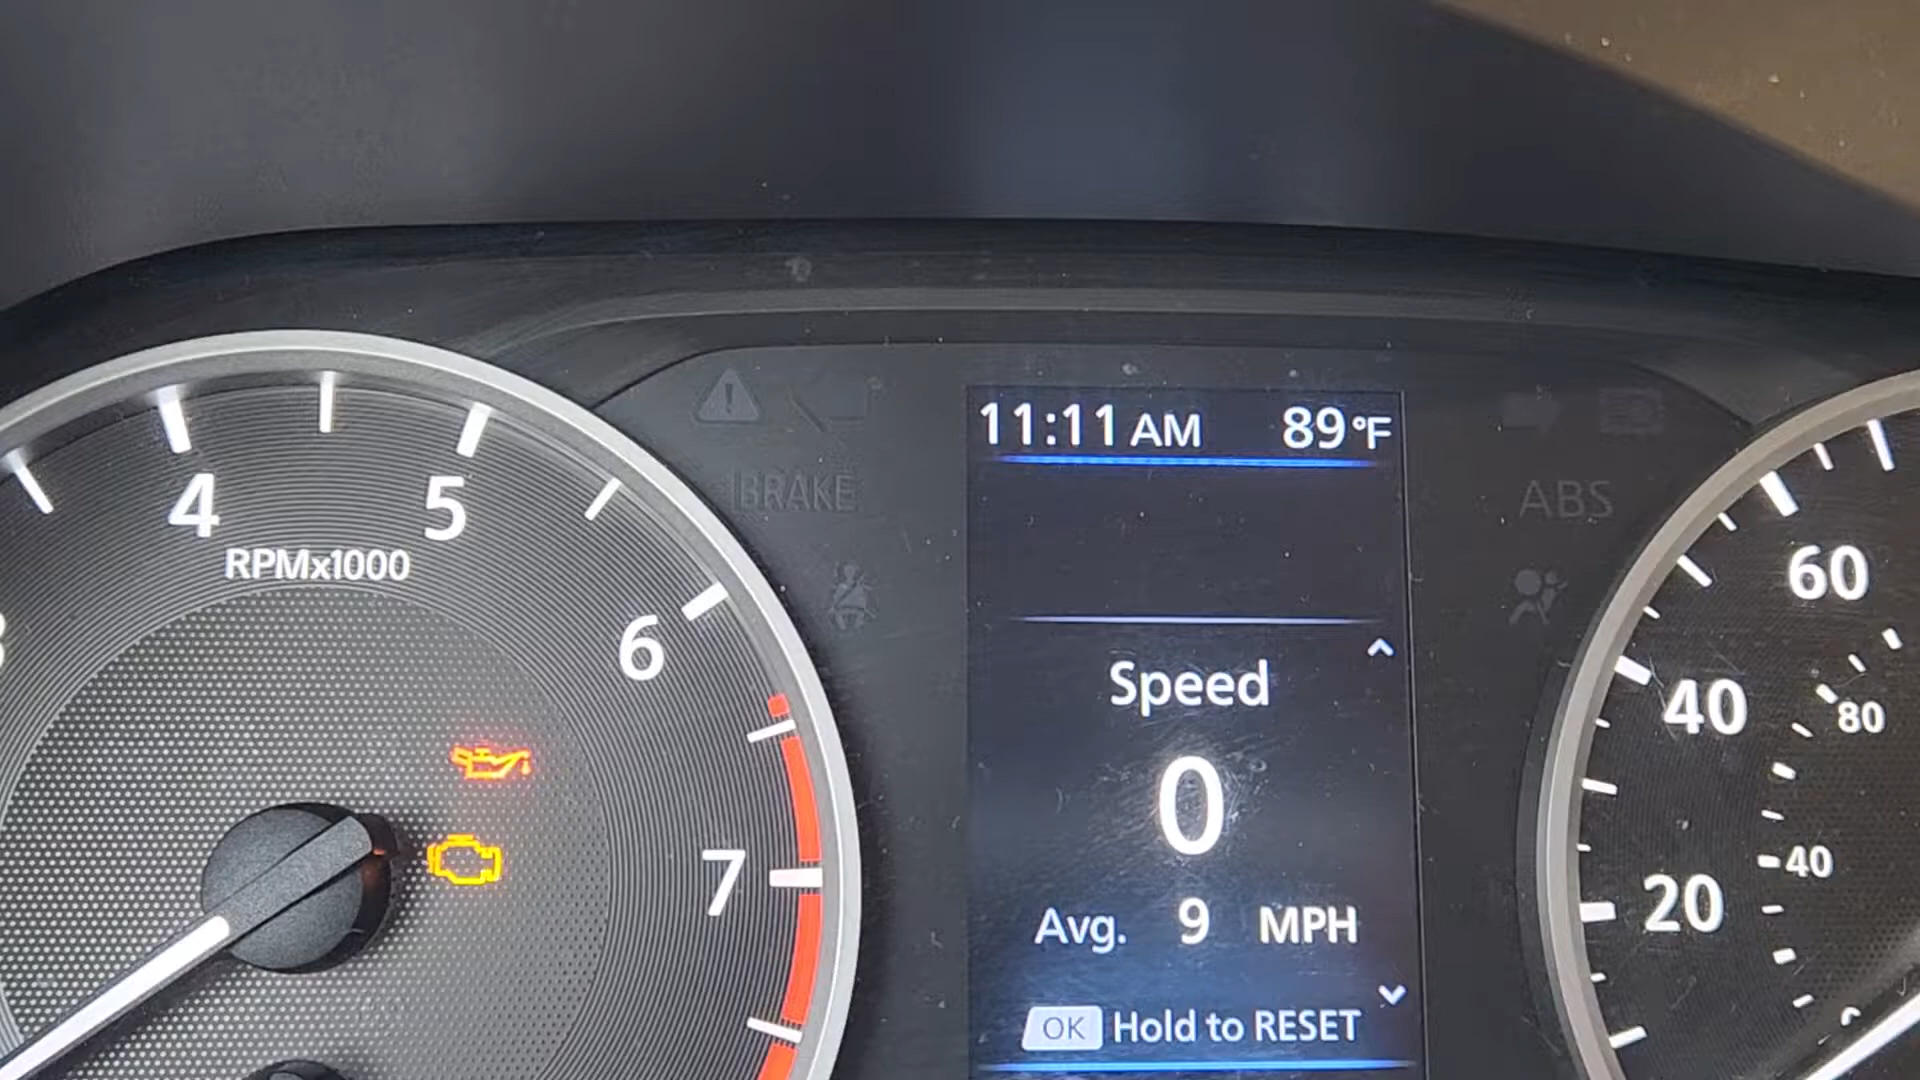 4
5
RPMx1000
6
7
BRAKE
11:11 AM 89°F
Speed
0
Avg. 9 MPH
OK Hold to RESET
ABS
60
40
80
20
40